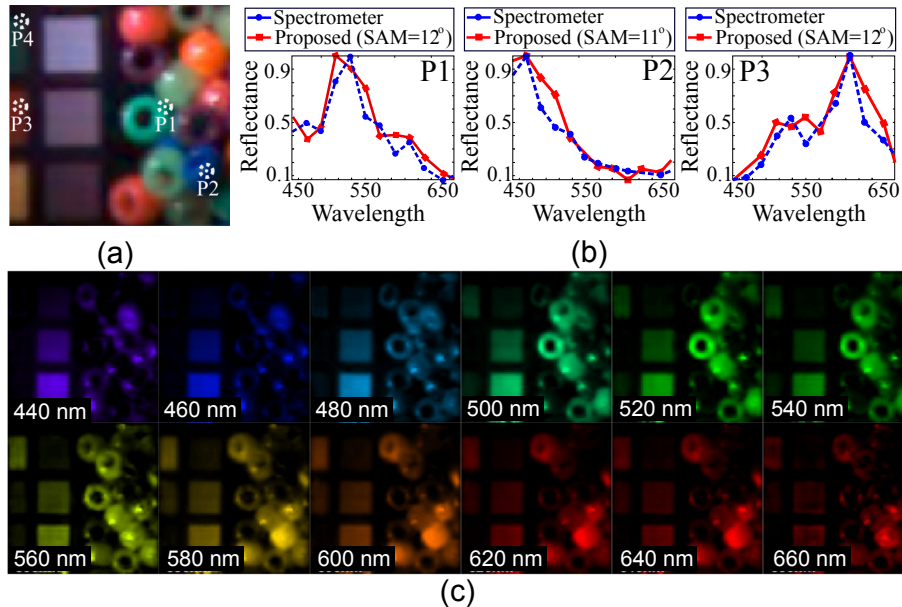 P4
P3
P1
P2
(a)
Spectrometer
Proposed (SAM=12°)
P1
Reflectance
0.9
0.5
0.1
450
550
650
Wavelength
Spectrometer
Proposed (SAM=11°)
P2
Reflectance
0.9
0.5
0.1
450
550
650
Wavelength
Spectrometer
Proposed (SAM=12°)
P3
Reflectance
0.9
0.5
0.1
450
550
650
Wavelength
(b)
440 nm
460 nm
480 nm
500 nm
520 nm
540 nm
560 nm
580 nm
600 nm
620 nm
640 nm
660 nm
(c)